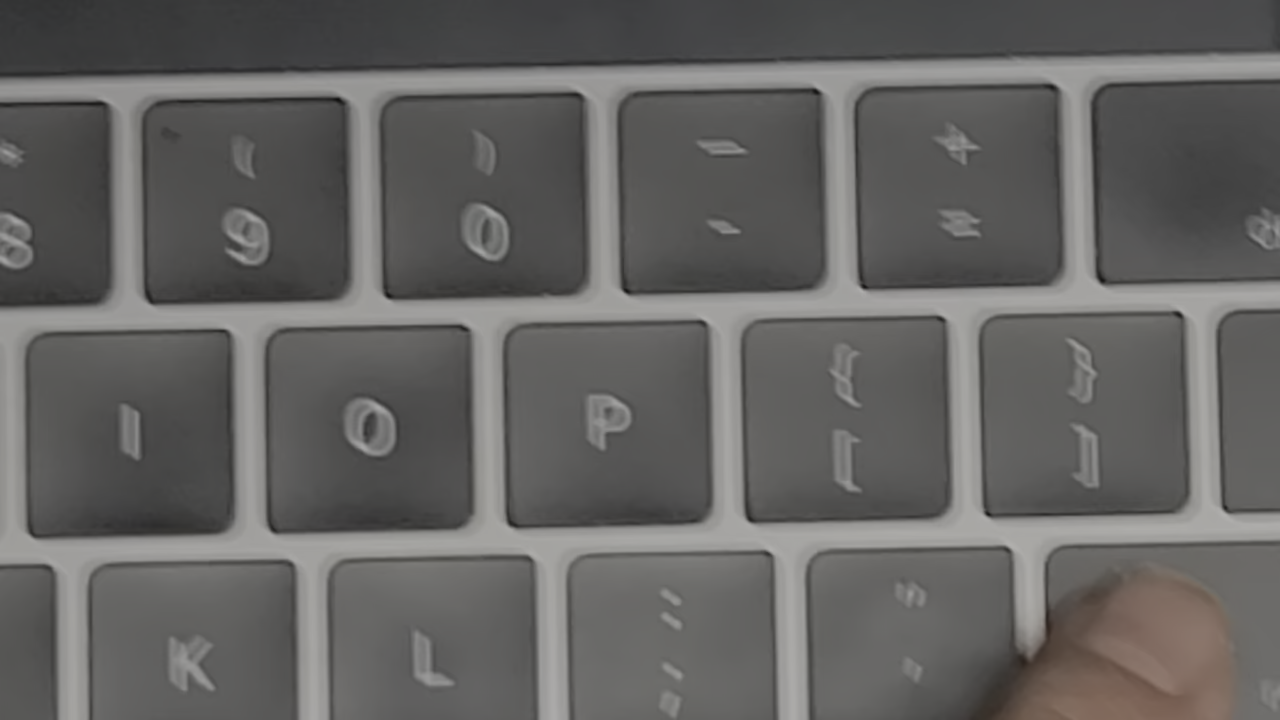 * ( ) _ +
8 9 0 - =
{ }
I O P [ ]
: "
K L ; '